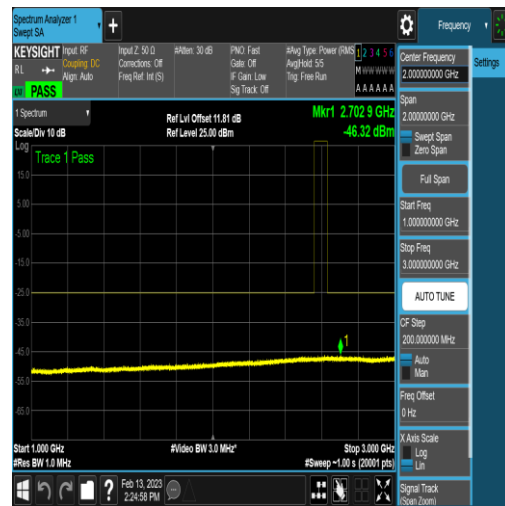 Spectrum Analyzer 1
Swept SA
+
Frequency
KEYSIGHT
RL
Input: RF
Coupling: DC
Align: Auto
Input Z: 50 Ω
Corrections: Off
Freq Ref: Int (S)
#Atten: 30 dB
PNO: Fast
Gate: Off
IF Gain: Low
Sig Track: Off
#Avg Type: Power (RMS
Avg|Hold: 5/5
Trig: Free Run
1 2 3 4 5 6
M W W W W W
A A A A A A
PASS
1 Spectrum
Scale/Div 10 dB
Ref Lvl Offset 11.81 dB
Ref Level 25.00 dBm
Mkr1 2.702 9 GHz
-46.32 dBm
Log
Trace 1 Pass
15.0
5.00
-5.00
-15.0
-25.0
-35.0
-45.0
-55.0
-65.0
1
Start 1.000 GHz
#Res BW 1.0 MHz
#Video BW 3.0 MHz*
Stop 3.000 GHz
#Sweep ~1.00 s (20001 pts)
Feb 13, 2023
2:24:58 PM
?
Center Frequency
2.000000000 GHz
Settings
Span
2.00000000 GHz
Swept Span
Zero Span
Full Span
Start Freq
1.000000000 GHz
Stop Freq
3.000000000 GHz
AUTO TUNE
CF Step
200.000000 MHz
Auto
Man
Freq Offset
0 Hz
X Axis Scale
Log
Lin
Signal Track
(Span Zoom)